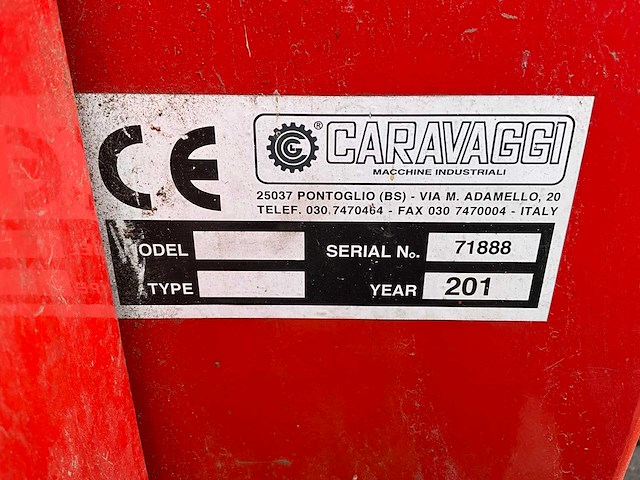 CE
® CARAVAGGI
MACCHINE INDUSTRIALI
25037 PONTOGLIO (BS) - VIA M. ADAMELLO, 20
TELEF. 030.7470464 - FAX 030 7470004 - ITALY
ODEL SERIAL No. 71888
TYPE YEAR 201